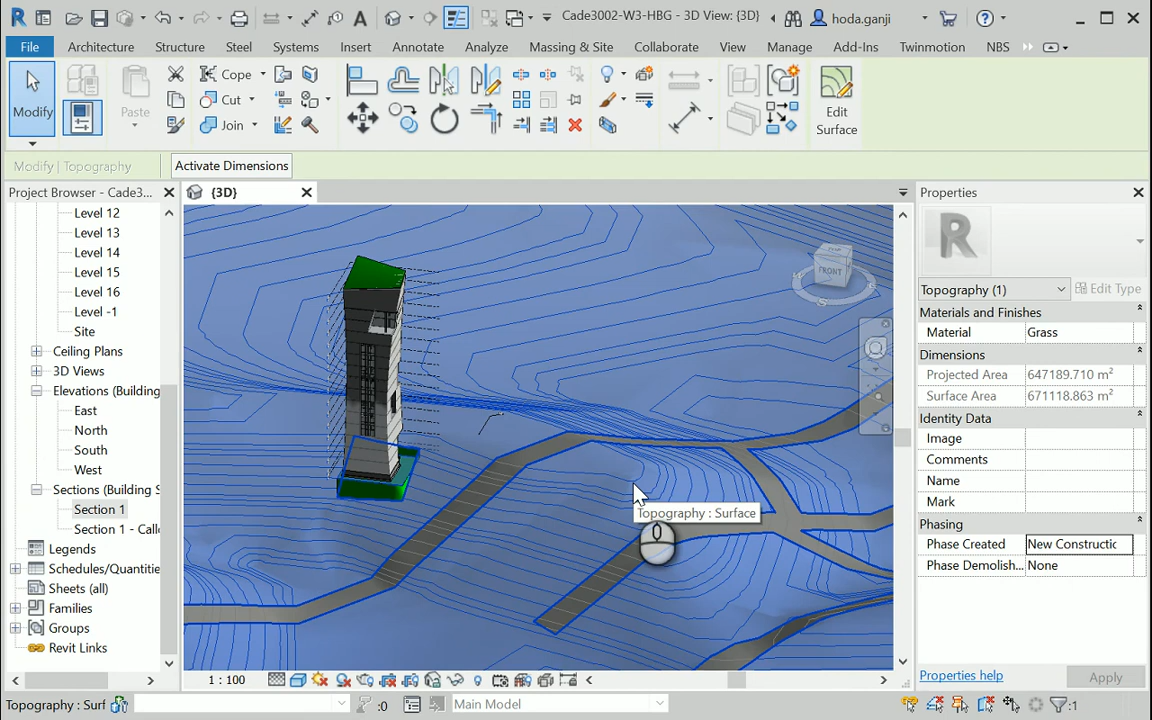 Cade3002-W3-HBG - 3D View: {3D}
hoda.ganji
File
Architecture
Structure
Steel
Systems
Insert
Annotate
Analyze
Massing & Site
Collaborate
View
Manage
Add-Ins
Twinmotion
NBS
Modify
Paste
Cope
Cut
Join
Edit
Surface
Modify | Topography
Activate Dimensions
Project Browser - Cade3...
Level 12
Level 13
Level 14
Level 15
Level 16
Level -1
Site
Ceiling Plans
3D Views
Elevations (Building
East
North
South
West
Sections (Building S
Section 1
Section 1 - Call
Legends
Schedules/Quantitie
Sheets (all)
Families
Groups
Revit Links
{3D}
FRONT
Topography : Surface
1 : 100
Properties
R
Topography (1)
Edit Type
Materials and Finishes
Material Grass
Dimensions
Projected Area 647189.710 m²
Surface Area 671118.863 m²
Identity Data
Image
Comments
Name
Mark
Phasing
Phase Created New Constructic
Phase Demolish... None
Properties help
Apply
Topography : Surf
:0
Main Model
:1